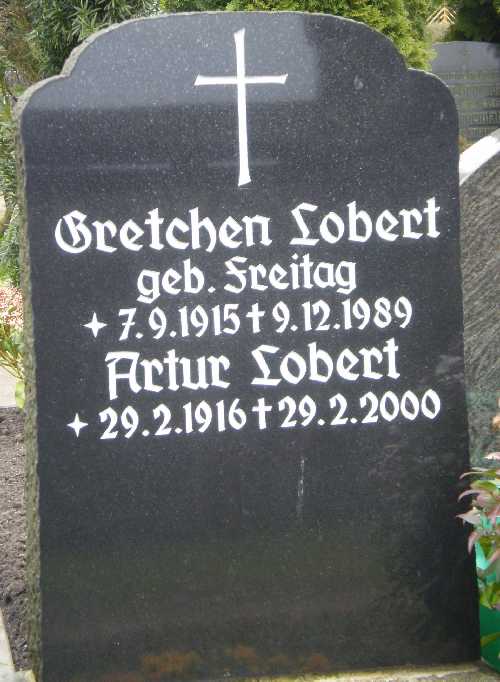 Gretchen Lobert
geb. Freitag
✦ 7.9.1915 † 9.12.1989
Artur Lobert
✦ 29.2.1916 † 29.2.2000